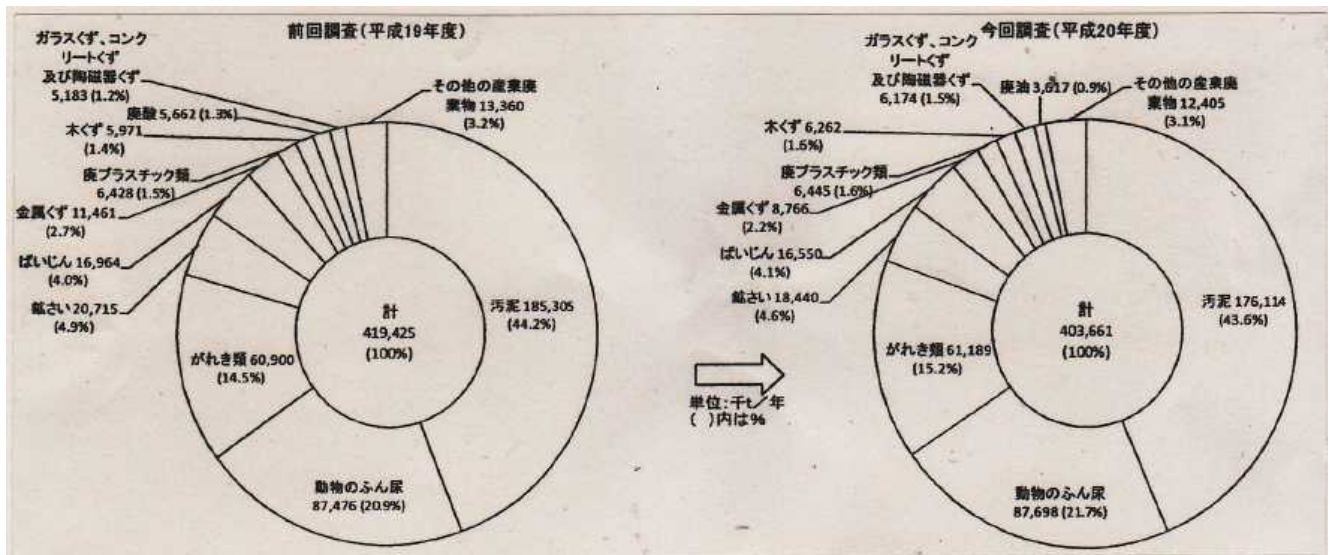 前回調査(平成19年度)
ガラスくず、コンク
リートくず
及び陶磁器くず
5,183 (1.2%)
廃酸 5,662 (1.3%)
木くず 5,971
(1.4%)
廃プラスチック類
6,428 (1.5%)
金属くず 11,461
(2.7%)
ばいじん 16,964
(4.0%)
鉱さい 20,715
(4.9%)
がれき類 60,900
(14.5%)
動物のふん尿
87,476 (20.9%)
汚泥 185,305
(44.2%)
その他の産業廃
棄物 13,360
(3.2%)
計
419,425
(100%)
単位:千t/年
( )内は%
今回調査(平成20年度)
ガラスくず、コンク
リートくず
及び陶磁器くず
6,174 (1.5%)
廃油 3,617 (0.9%)
その他の産業廃
棄物 12,405
(3.1%)
木くず 6,262
(1.6%)
廃プラスチック類
6,445 (1.6%)
金属くず 8,766
(2.2%)
ばいじん 16,550
(4.1%)
鉱さい 18,440
(4.6%)
がれき類 61,189
(15.2%)
動物のふん尿
87,698 (21.7%)
汚泥 176,114
(43.6%)
計
403,661
(100%)